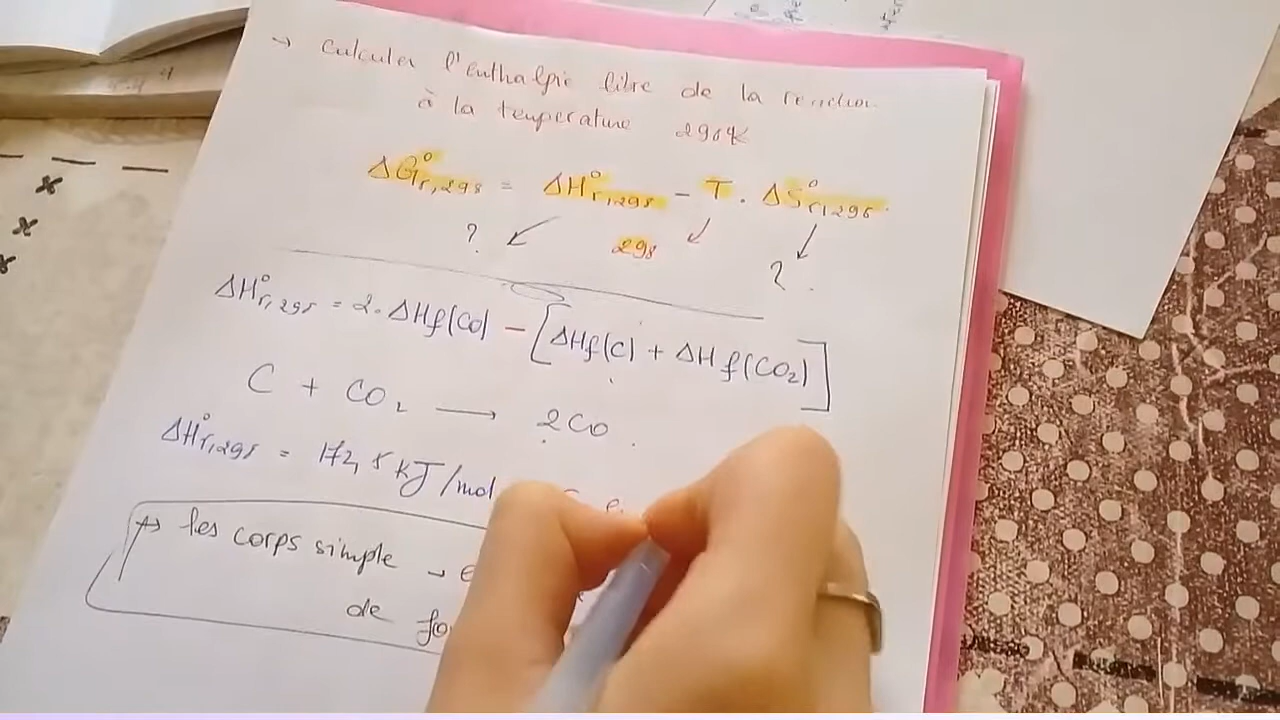 → Calculer l'enthalpie libre de la reaction
à la temperature 298K
ΔG°r,298 = ΔH°r,298 - T . ΔS°r,298.
? 298 ?
ΔH°r,298 = 2. ΔHf(CO) - [ΔHf(C) + ΔHf(CO2)]
C + CO2 → 2CO.
ΔH°r,298 = 172,5 kJ/mol
→ les corps simple →
de